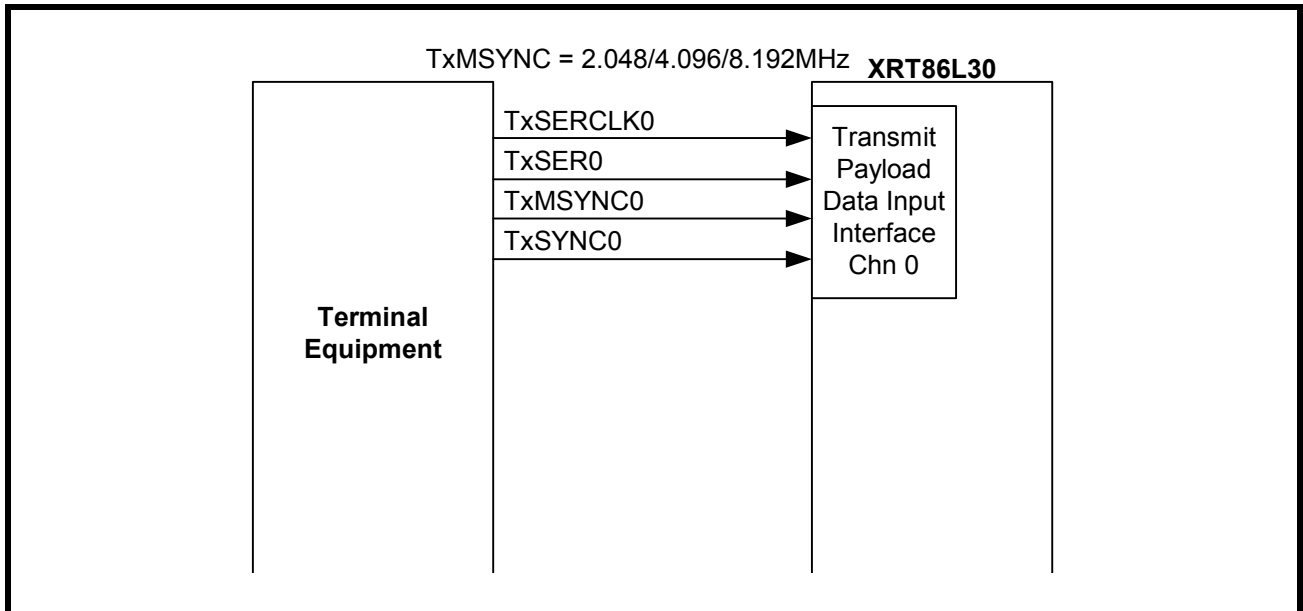 TxMSYNC = 2.048/4.096/8.192MHz
XRT86L30
TxSERCLK0
TxSER0
TxMSYNC0
TxSYNC0
Transmit
Payload
Data Input
Interface
Chn 0
Terminal
Equipment